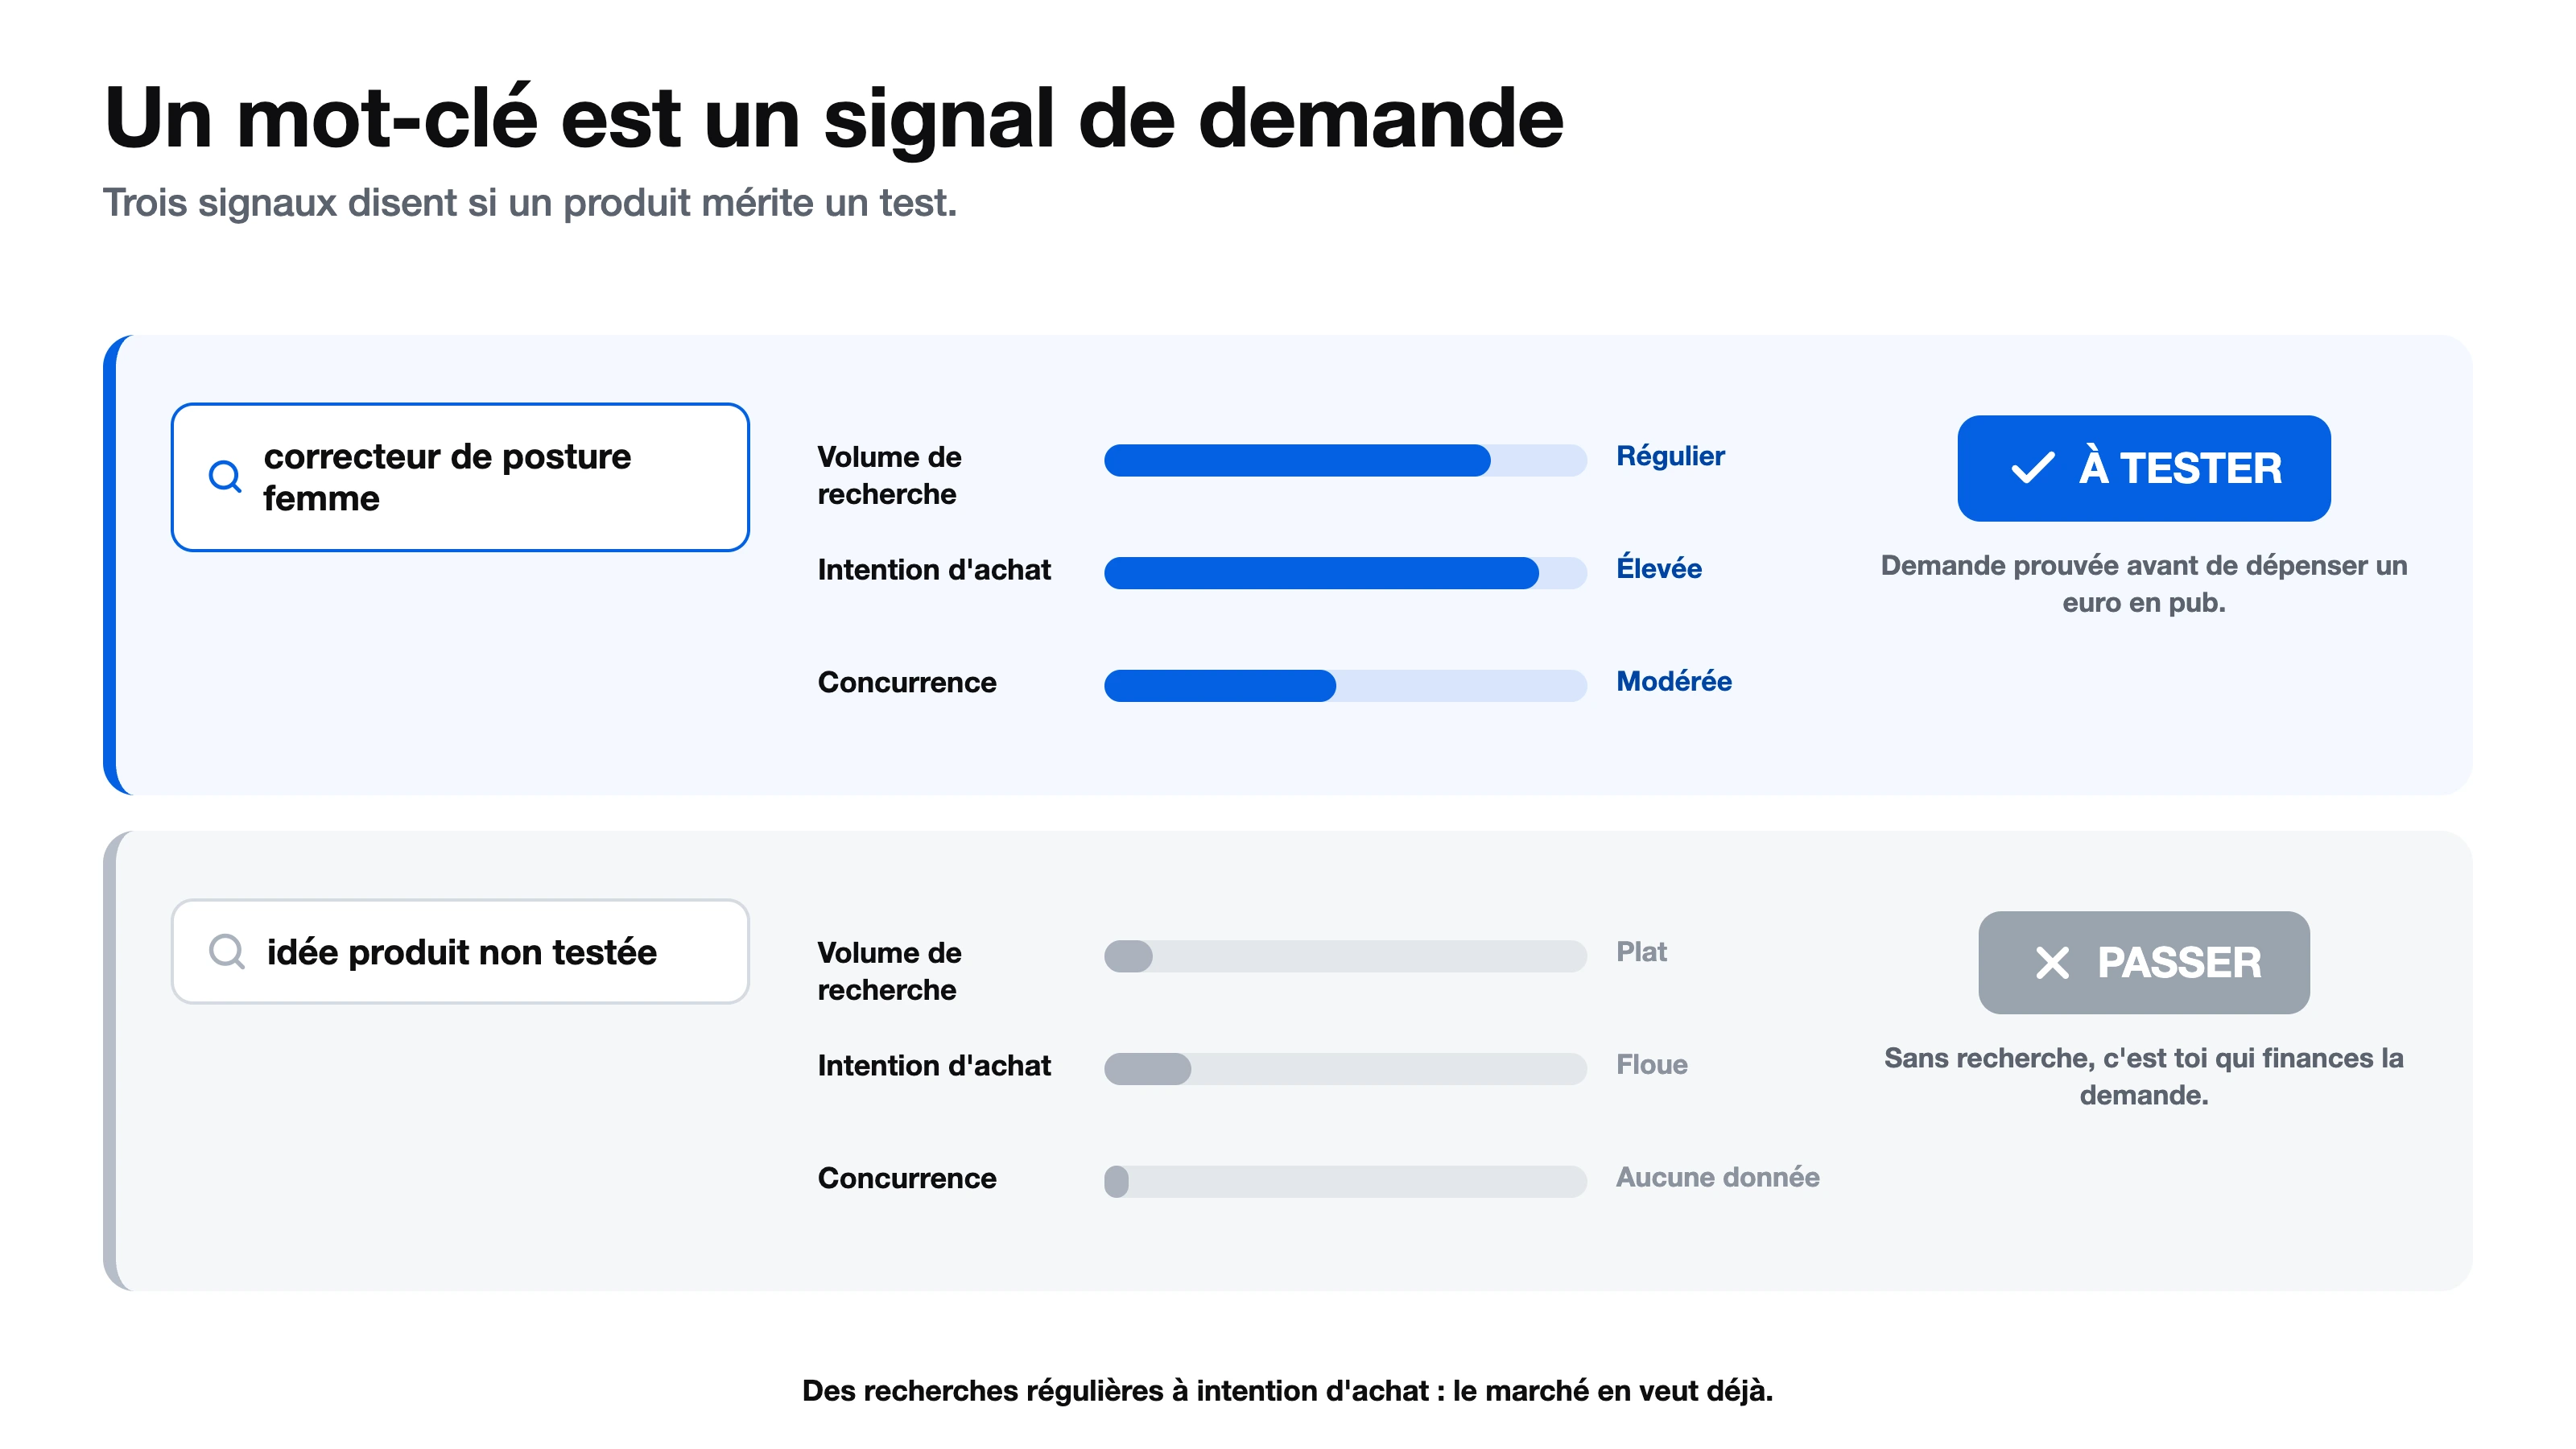 Un mot-clé est un signal de demande
Trois signaux disent si un produit mérite un test.
correcteur de posture
femme
Volume de
recherche
Régulier
Intention d'achat
Élevée
Concurrence
Modérée
À TESTER
Demande prouvée avant de dépenser un
euro en pub.
idée produit non testée
Volume de
recherche
Plat
Intention d'achat
Floue
Concurrence
Aucune donnée
PASSER
Sans recherche, c'est toi qui finances la
demande.
Des recherches régulières à intention d'achat : le marché en veut déjà.